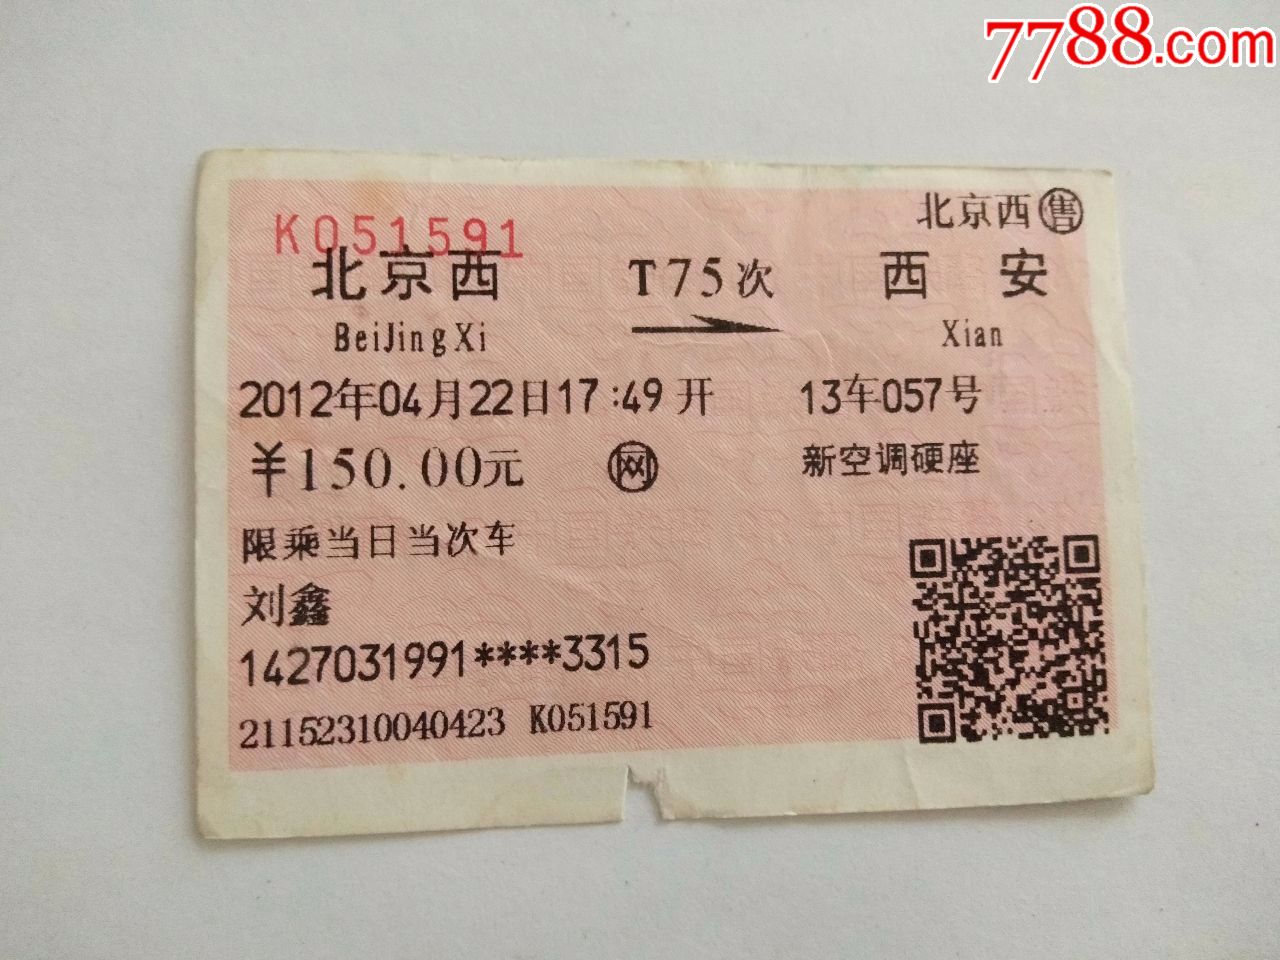 7788.com
北京西售
K051591
北京西 T75次 西安
BeiJingXi Xian
2012年04月22日17:49开 13车057号
¥150.00元 网 新空调硬座
限乘当日当次车
刘鑫
1427031991****3315
21152310040423 K051591